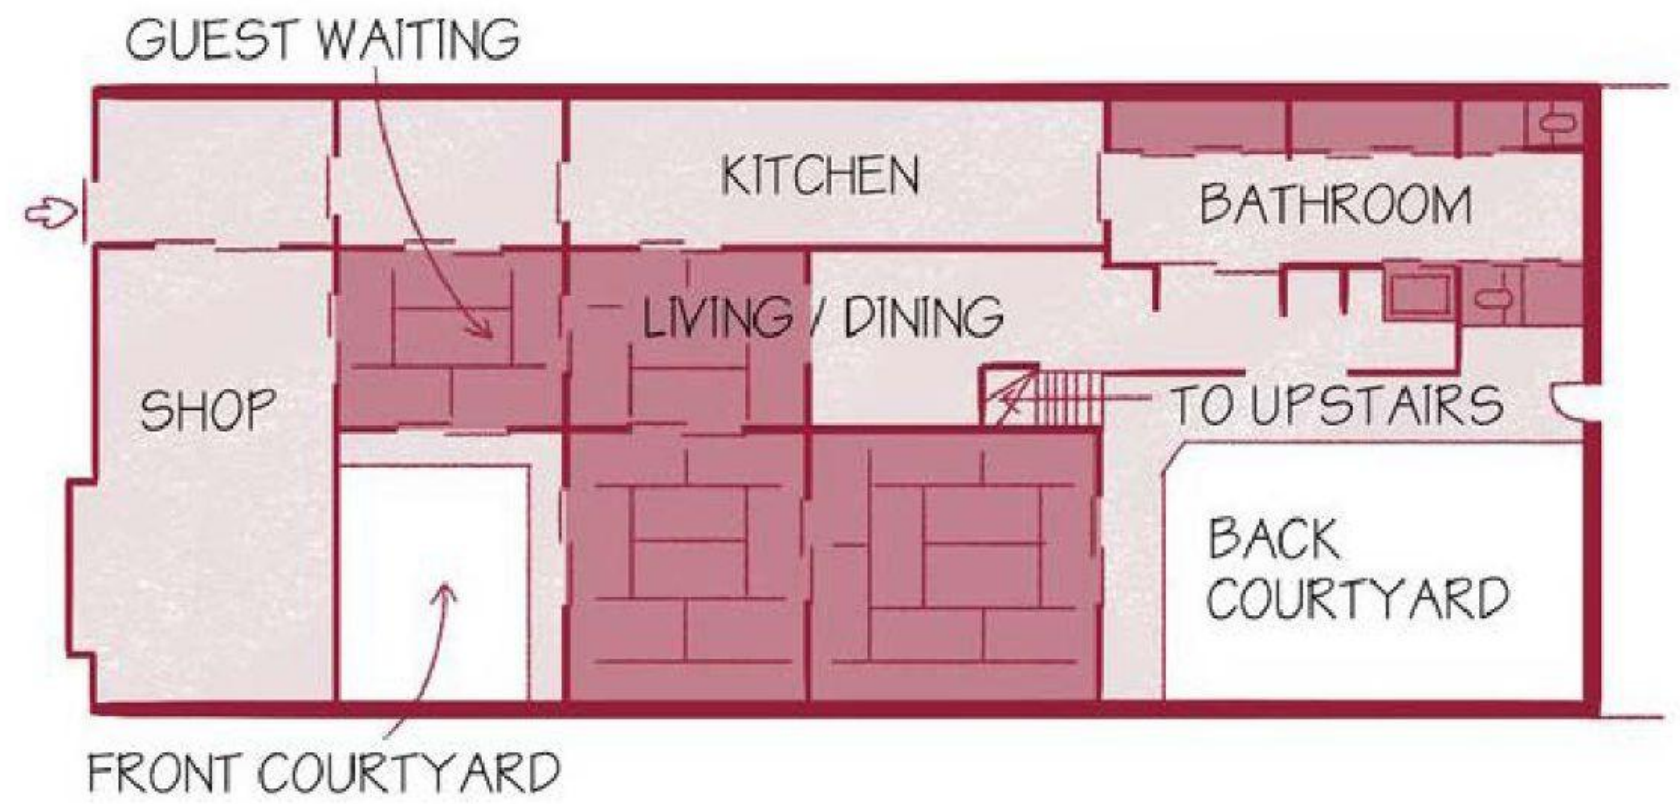 GUEST WAITING
KITCHEN
BATHROOM
LIVING / DINING
SHOP
TO UPSTAIRS
BACK
COURTYARD
FRONT COURTYARD